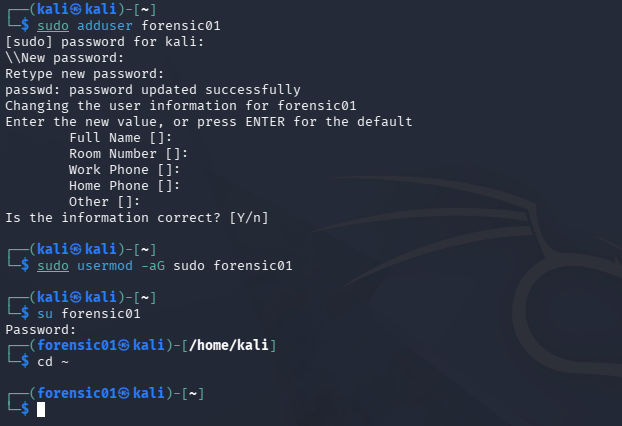 ┌──(kali㉿kali)-[~]
└─$ sudo adduser forensic01
[sudo] password for kali:
\\New password:
Retype new password:
passwd: password updated successfully
Changing the user information for forensic01
Enter the new value, or press ENTER for the default
        Full Name []:
        Room Number []:
        Work Phone []:
        Home Phone []:
        Other []:
Is the information correct? [Y/n]
┌──(kali㉿kali)-[~]
└─$ sudo usermod -aG sudo forensic01
┌──(kali㉿kali)-[~]
└─$ su forensic01
Password:
┌──(forensic01㉿kali)-[/home/kali]
└─$ cd ~
┌──(forensic01㉿kali)-[~]
└─$